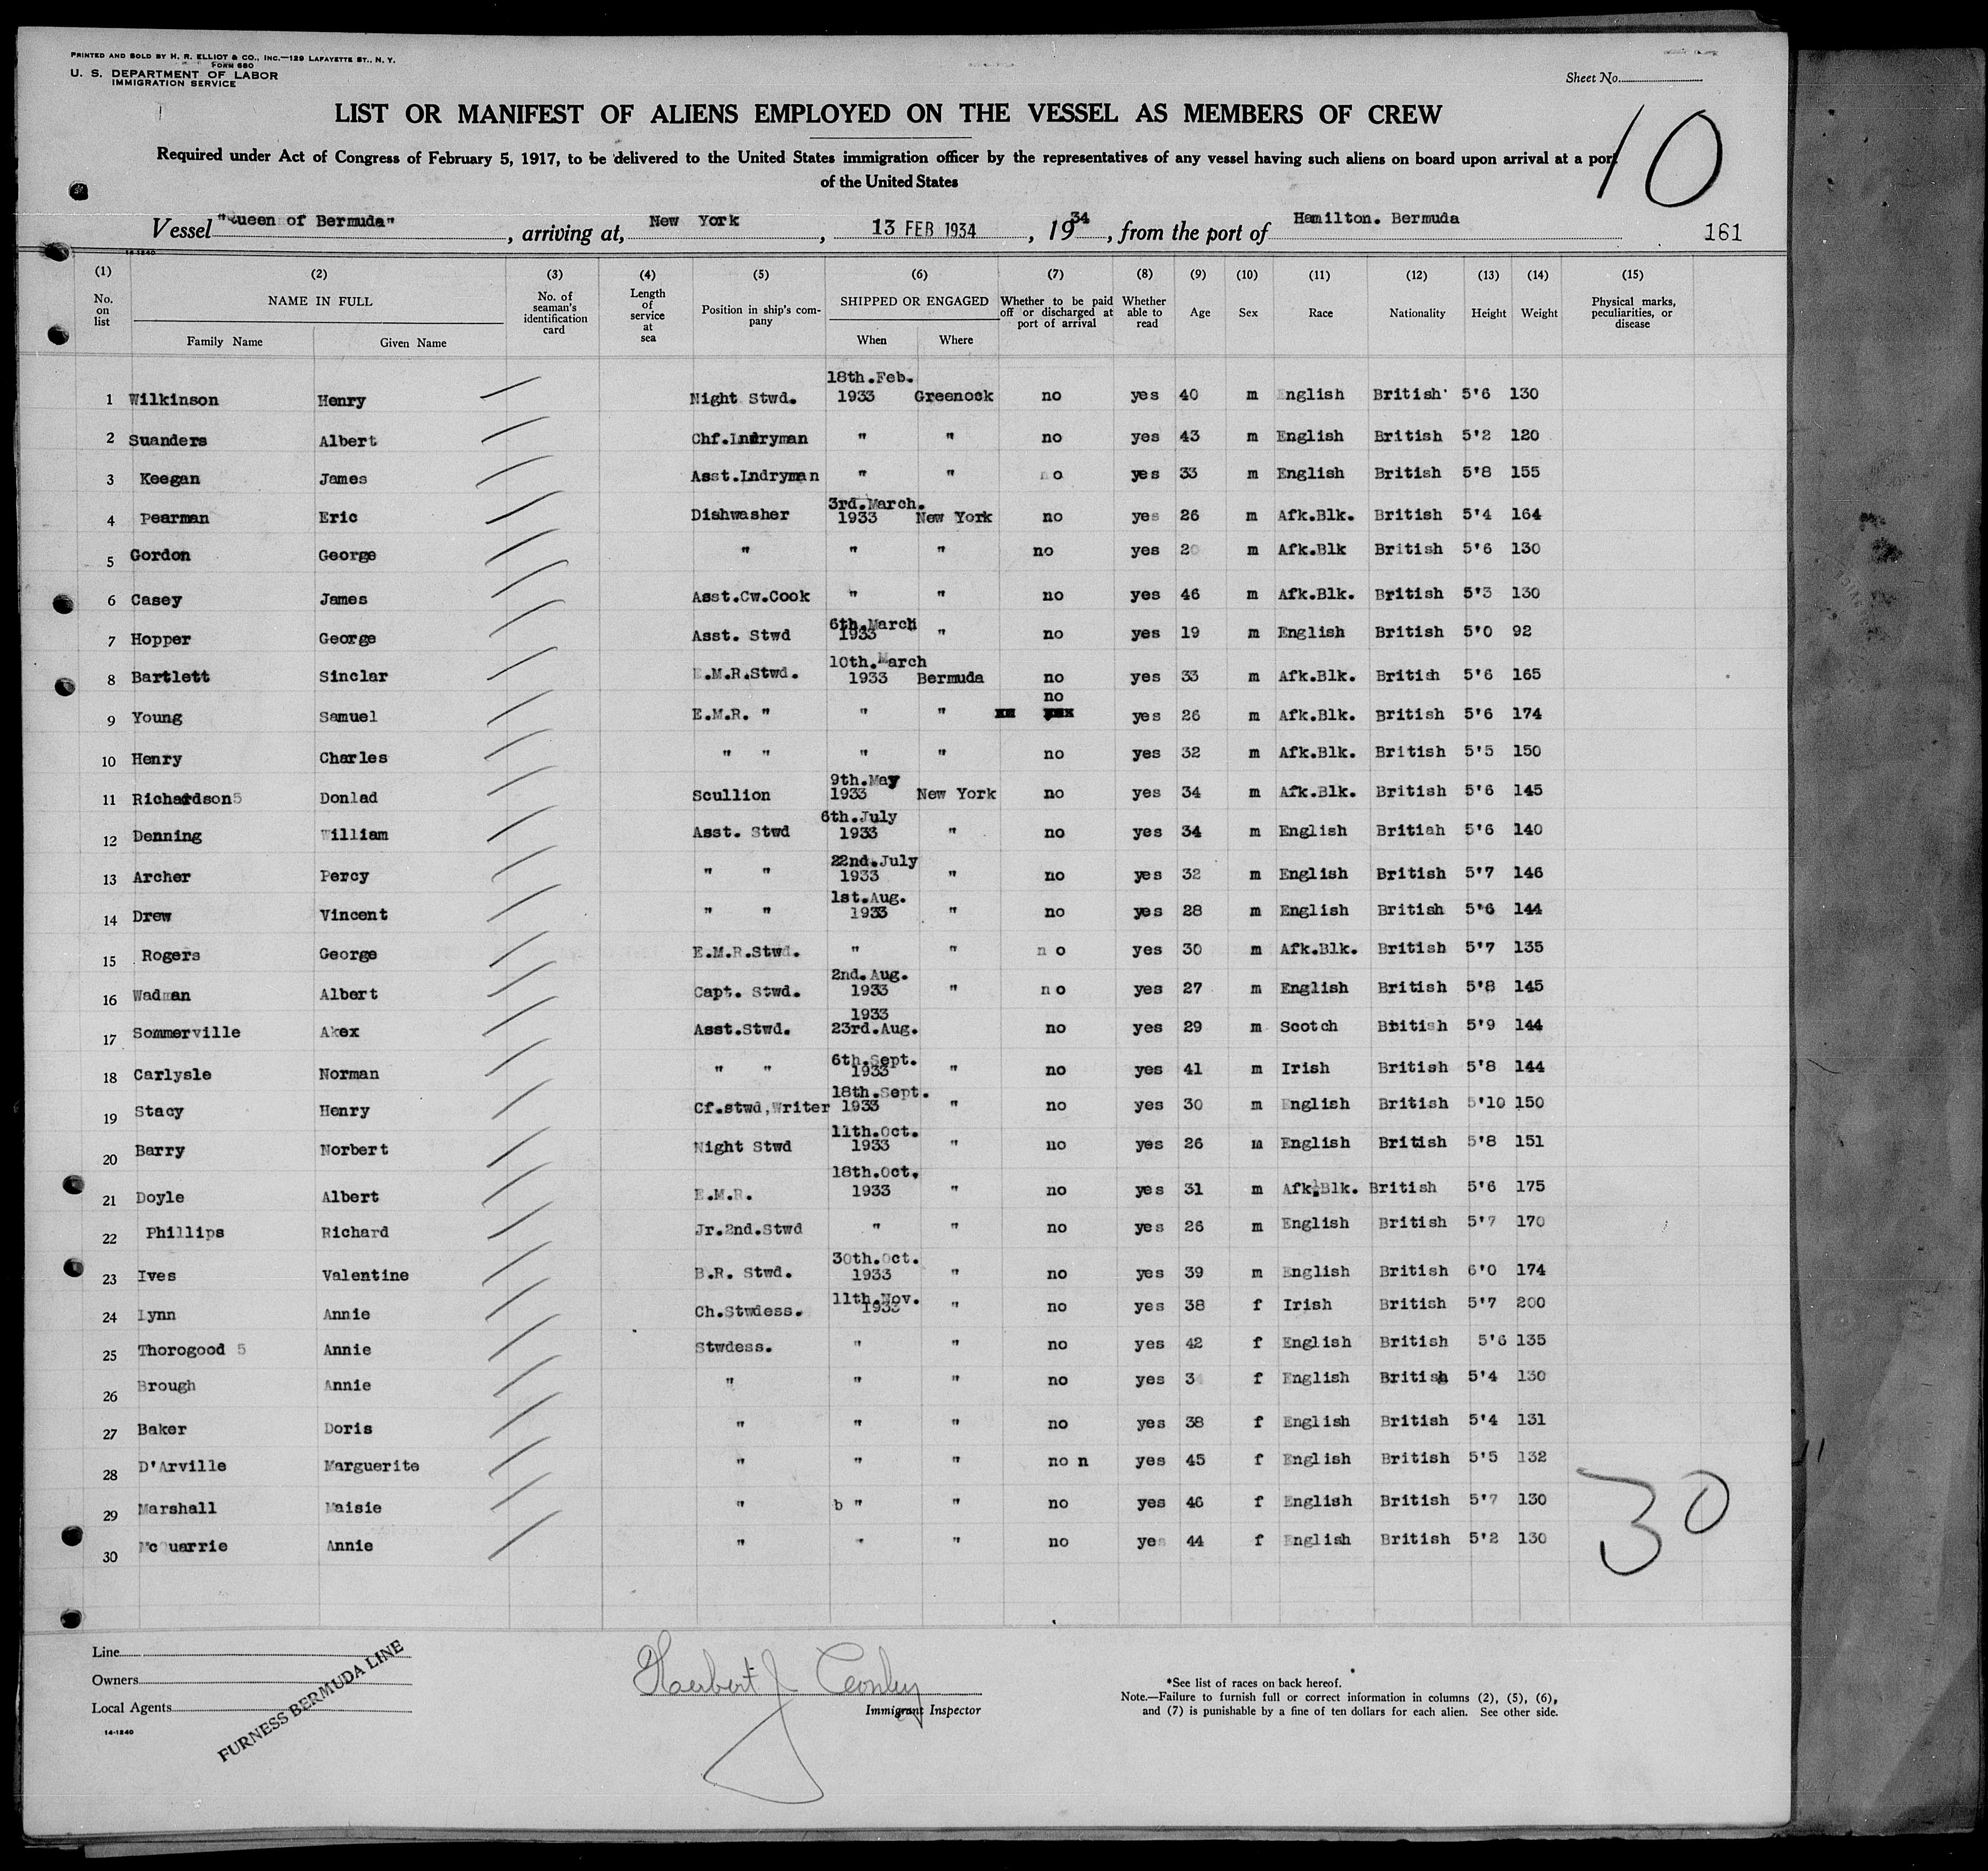 PRINTED AND SOLD BY H. R. ELLIOT & CO., INC.—129 LAFAYETTE ST., N. Y.
FORM 680
U. S. DEPARTMENT OF LABOR
IMMIGRATION SERVICE
Sheet No.
LIST OR MANIFEST OF ALIENS EMPLOYED ON THE VESSEL AS MEMBERS OF CREW
10
Required under Act of Congress of February 5, 1917, to be delivered to the United States immigration officer by the representatives of any vessel having such aliens on board upon arrival at a port
of the United States
Vessel "Queen of Bermuda", arriving at, New York, 13 FEB 1934, 1934, from the port of Hamilton. Bermuda
161
14-1240
(1) (2) (3) (4) (5) (6) (7) (8) (9) (10) (11) (12) (13) (14) (15)
No. on list NAME IN FULL Family Name Given Name No. of seaman's identification card Length of service at sea Position in ship's company SHIPPED OR ENGAGED When Where Whether to be paid off or discharged at port of arrival Whether able to read Age Sex Race Nationality Height Weight Physical marks, peculiarities, or disease
1 Wilkinson Henry Night Stwd. 18th.Feb. 1933 Greenock no yes 40 m English British 5'6 130
2 Suanders Albert Chf.Lndryman " " no yes 43 m English British 5'2 120
3 Keegan James Asst.Lndryman " " no yes 33 m English British 5'8 155
4 Pearman Eric Dishwasher 3rd.March. 1933 New York no yes 26 m Afk.Blk. British 5'4 164
5 Gordon George " " " no yes 20 m Afk.Blk British 5'6 130
6 Casey James Asst.Cw.Cook " " no yes 46 m Afk.Blk. British 5'3 130
7 Hopper George Asst. Stwd 6th.March 1933 " no yes 19 m English British 5'0 92
8 Bartlett Sinclar E.M.R.Stwd. 10th.March 1933 Bermuda no yes 33 m Afk.Blk. British 5'6 165
9 Young Samuel E.M.R. " " " no yes 26 m Afk.Blk. British 5'6 174
10 Henry Charles " " " " no yes 32 m Afk.Blk. British 5'5 150
11 Richardson5 Donlad Scullion 9th.May 1933 New York no yes 34 m Afk.Blk. British 5'6 145
12 Denning William Asst. Stwd 6th.July 1933 " no yes 34 m English Britiah 5'6 140
13 Archer Percy " " 22nd.July 1933 " no yes 32 m English British 5'7 146
14 Drew Vincent " " 1st.Aug. 1933 " no yes 28 m English British 5'6 144
15 Rogers George E.M.R.Stwd. " " no yes 30 m Afk.Blk. British 5'7 135
16 Wadman Albert Capt. Stwd. 2nd.Aug. 1933 " no yes 27 m English British 5'8 145
17 Sommerville Akex Asst.Stwd. 1933 23rd.Aug. no yes 29 m Scotch British 5'9 144
18 Carlysle Norman " " 6th.Sept. 1933 " no yes 41 m Irish British 5'8 144
19 Stacy Henry Cf.stwd,Writer 18th.Sept. 1933 " no yes 30 m English British 5'10 150
20 Barry Norbert Night Stwd 11th.Oct. 1933 " no yes 26 m English British 5'8 151
21 Doyle Albert E.M.R. 18th.Oct. 1933 " no yes 31 m Afk.Blk. British 5'6 175
22 Phillips Richard Jr.2nd.Stwd " " no yes 26 m English British 5'7 170
23 Ives Valentine B.R. Stwd. 30th.Oct. 1933 " no yes 39 m English British 6'0 174
24 Lynn Annie Ch.Stwdess. 11th.Nov. 1933 " no yes 38 f Irish British 5'7 200
25 Thorogood 5 Annie Stwdess. " " no yes 42 f English British 5'6 135
26 Brough Annie " " " no yes 34 f English British 5'4 130
27 Baker Doris " " " no yes 38 f English British 5'4 131
28 D'Arville Marguerite " " " no n yes 45 f English British 5'5 132
29 Marshall Maisie " b " " no yes 46 f English British 5'7 130
30 McQuarrie Annie " " " no yes 44 f English British 5'2 130
30
Line
Owners
Local Agents
FURNESS BERMUDA LINE
14-1240
Herbert J Conley
Immigrant Inspector
*See list of races on back hereof.
Note.—Failure to furnish full or correct information in columns (2), (5), (6),
and (7) is punishable by a fine of ten dollars for each alien. See other side.